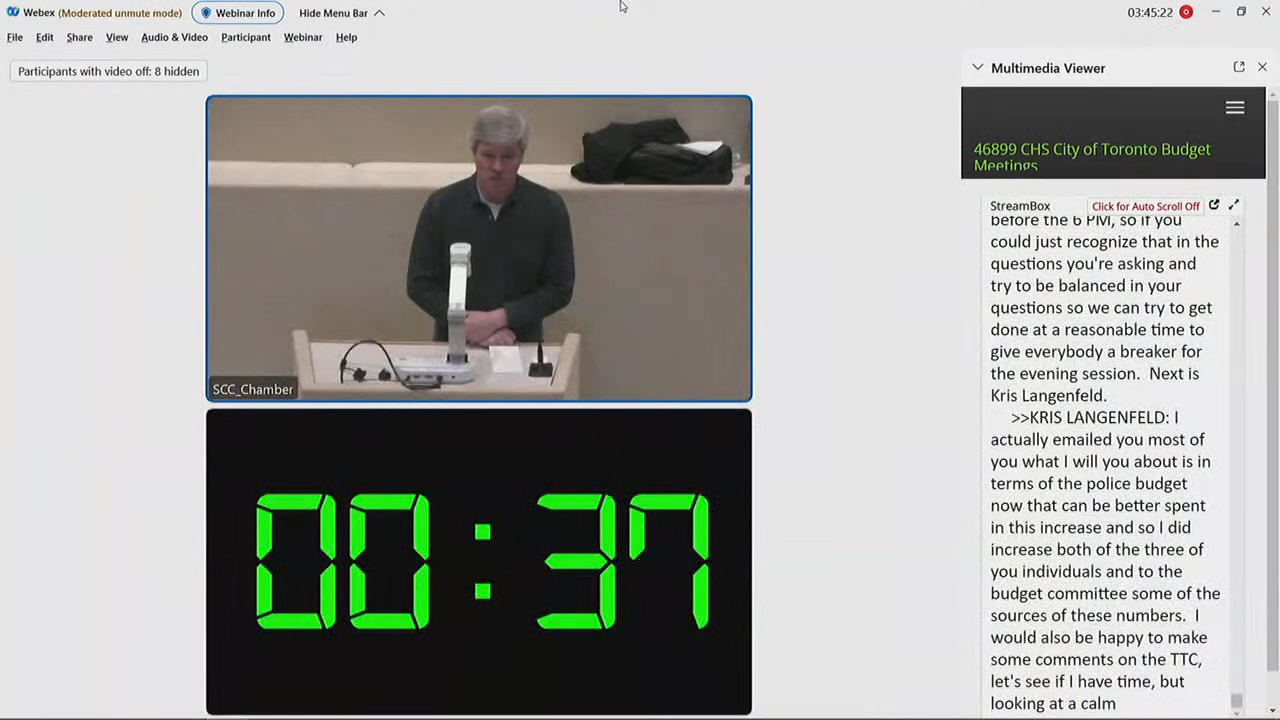 Webex (Moderated unmute mode) Webinar Info Hide Menu Bar 03:45:22
File Edit Share View Audio & Video Participant Webinar Help
Participants with video off: 8 hidden
SCC_Chamber
00:37
Multimedia Viewer
46899 CHS City of Toronto Budget
Meetings
StreamBox Click for Auto Scroll Off
before the 6 PM, so if you
could just recognize that in the
questions you're asking and
try to be balanced in your
questions so we can try to get
done at a reasonable time to
give everybody a breaker for
the evening session. Next is
Kris Langenfeld.
>>KRIS LANGENFELD: I
actually emailed you most of
you what I will you about is in
terms of the police budget
now that can be better spent
in this increase and so I did
increase both of the three of
you individuals and to the
budget committee some of the
sources of these numbers. I
would also be happy to make
some comments on the TTC,
let's see if I have time, but
looking at a calm